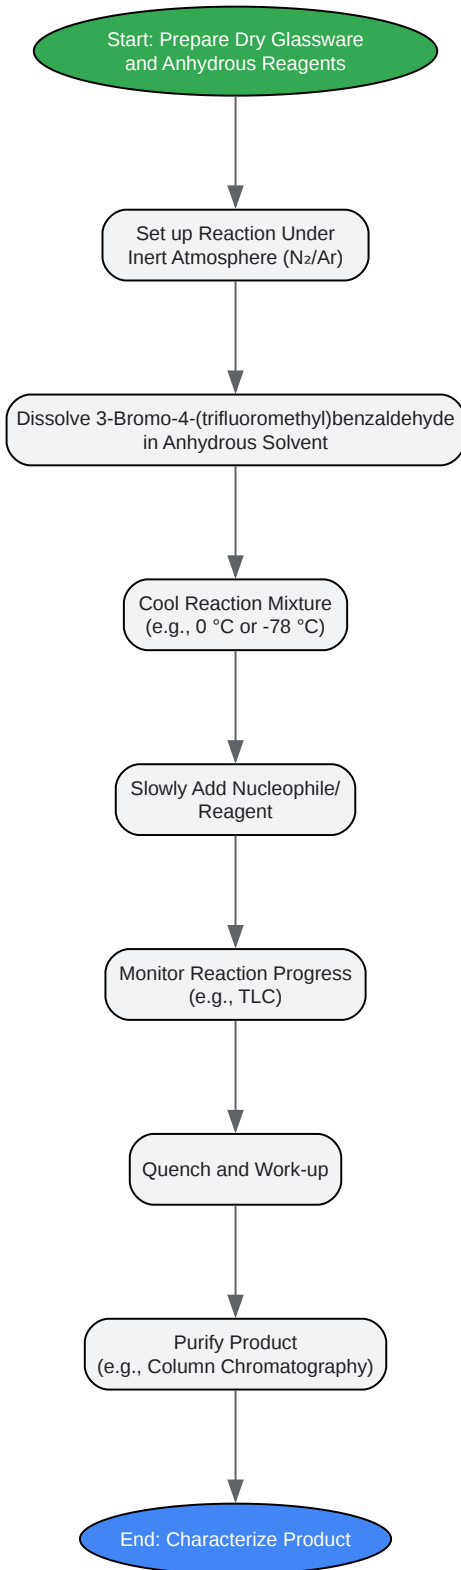 Start: Prepare Dry Glassware
and Anhydrous Reagents
Set up Reaction Under
Inert Atmosphere (N₂/Ar)
Dissolve 3-Bromo-4-(trifluoromethyl)benzaldehyde
in Anhydrous Solvent
Cool Reaction Mixture
(e.g., 0 °C or -78 °C)
Slowly Add Nucleophile/
Reagent
Monitor Reaction Progress
(e.g., TLC)
Quench and Work-up
Purify Product
(e.g., Column Chromatography)
End: Characterize Product